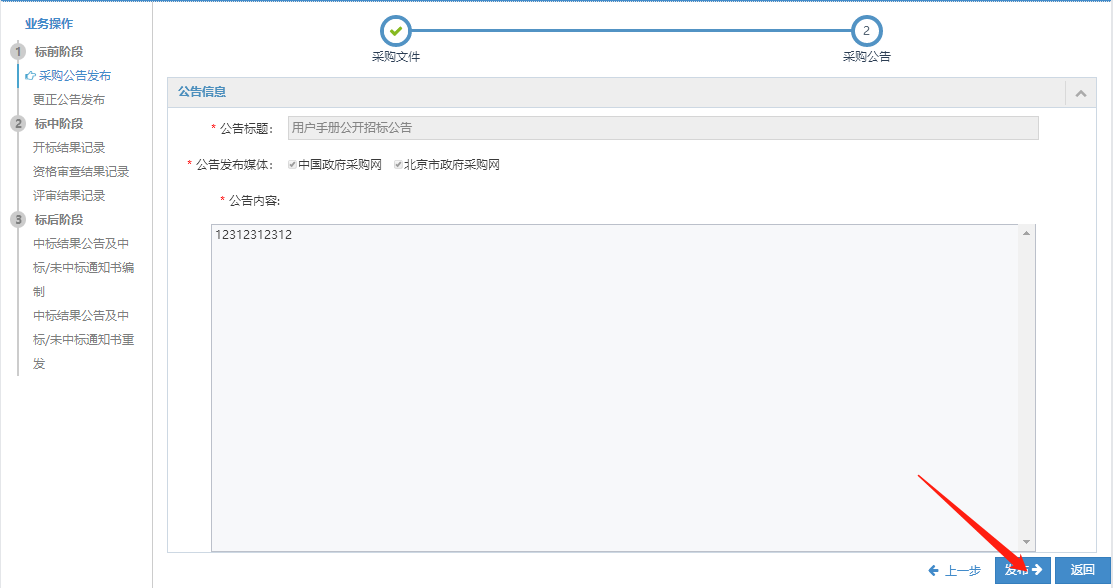 业务操作
1 标前阶段
采购公告发布
更正公告发布
2 标中阶段
开标结果记录
资格审查结果记录
评审结果记录
3 标后阶段
中标结果公告及中
标/未中标通知书编
制
中标结果公告及中
标/未中标通知书重
发
2
采购文件 采购公告
公告信息
* 公告标题: 用户手册公开招标公告
* 公告发布媒体: 中国政府采购网 北京市政府采购网
* 公告内容:
12312312312
上一步 发布 返回